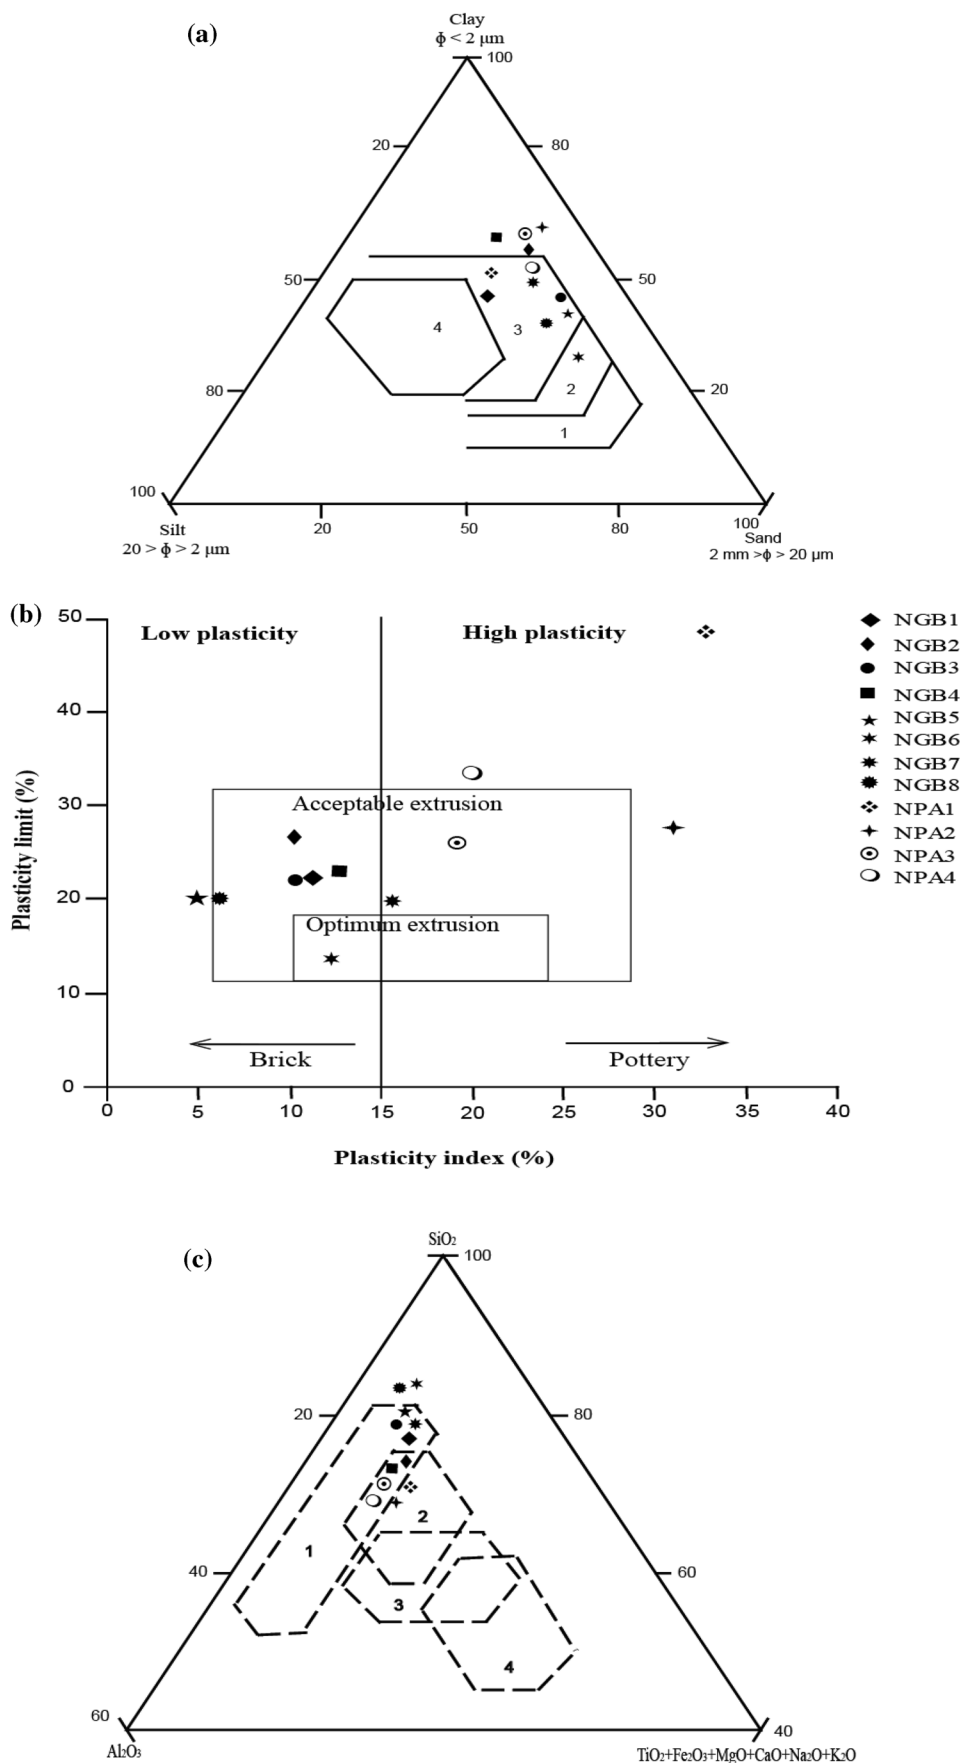 (a)
Clay
ϕ < 2 μm
100
20
80
50
50
4
3
80
2
20
1
100
100
Silt
20
50
80
Sand
20 > ϕ > 2 μm
2 mm >ϕ > 20 μm
(b)
50
Low plasticity
High plasticity
NGB1
NGB2
NGB3
NGB4
NGB5
NGB6
NGB7
NGB8
NPA1
NPA2
NPA3
NPA4
40
30
Acceptable extrusion
20
Optimum extrusion
10
Brick
Pottery
0
Plasticity limit (%)
0
5
10
15
20
25
30
35
40
Plasticity index (%)
(c)
SiO₂
100
20
80
2
1
40
60
3
4
60
40
Al₂O₃
TiO₂+Fe₂O₃+MgO+CaO+Na₂O+K₂O